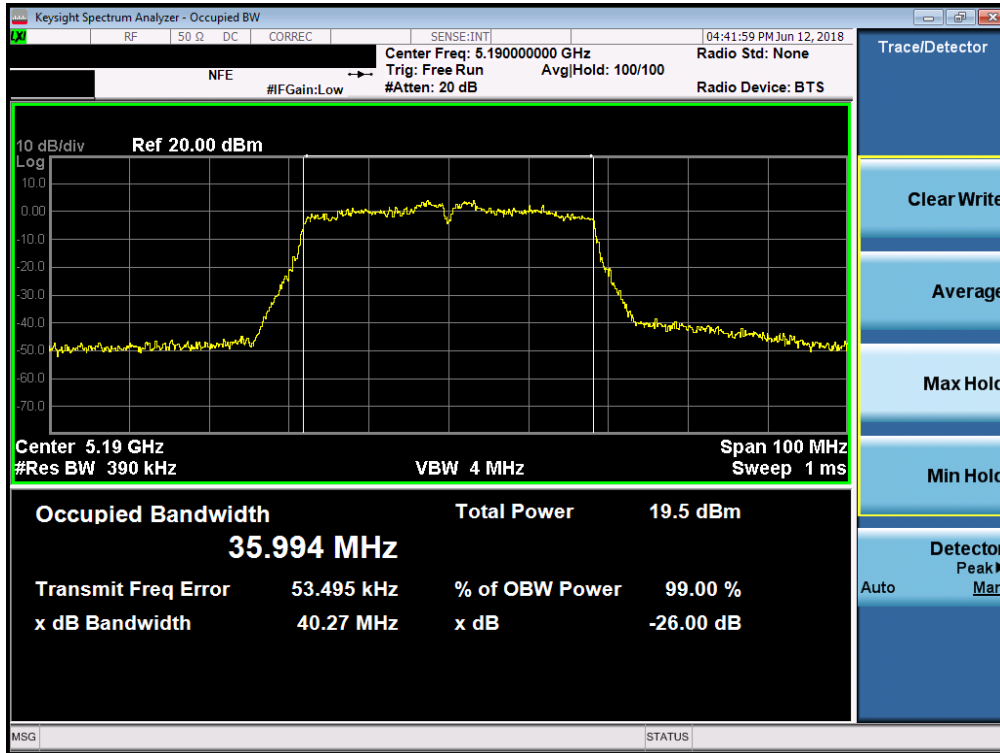 Keysight Spectrum Analyzer - Occupied BW
LXI RF 50 Ω DC CORREC SENSE:INT 04:41:59 PM Jun 12, 2018
Center Freq: 5.190000000 GHz Radio Std: None
NFE Trig: Free Run Avg|Hold: 100/100
#IFGain:Low #Atten: 20 dB Radio Device: BTS
10 dB/div Ref 20.00 dBm
Log
10.0
0.00
-10.0
-20.0
-30.0
-40.0
-50.0
-60.0
-70.0
Center 5.19 GHz Span 100 MHz
#Res BW 390 kHz VBW 4 MHz Sweep 1 ms
Occupied Bandwidth Total Power 19.5 dBm
35.994 MHz
Transmit Freq Error 53.495 kHz % of OBW Power 99.00 %
x dB Bandwidth 40.27 MHz x dB -26.00 dB
MSG STATUS
Trace/Detector
Clear Write
Average
Max Hold
Min Hold
Detector
Peak
Auto Man